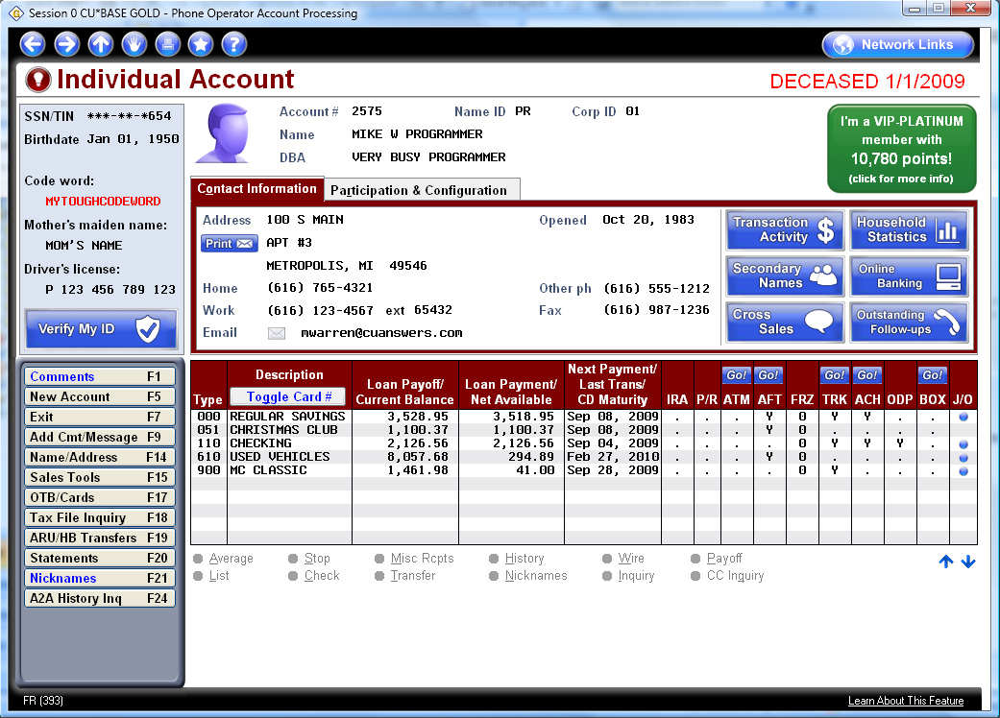 Session 0 CU*BASE GOLD - Phone Operator Account Processing
Network Links
Individual Account
DECEASED 1/1/2009
SSN/TIN ***-**-*654
Birthdate Jan 01, 1950
Code word:
MYTOUGHCODEWORD
Mother's maiden name:
MOM'S NAME
Driver's license:
P 123 456 789 123
Verify My ID
Account # 2575 Name ID PR Corp ID 01
Name MIKE W PROGRAMMER
DBA VERY BUSY PROGRAMMER
I'm a VIP-PLATINUM
member with
10,780 points!
(click for more info)
Contact Information Participation & Configuration
Address 100 S MAIN Opened Oct 20, 1983
Print APT #3
METROPOLIS, MI 49546
Home (616) 765-4321 Other ph (616) 555-1212
Work (616) 123-4567 ext 65432 Fax (616) 987-1236
Email mwarren@cuanswers.com
Transaction
Activity $
Household
Statistics
Secondary
Names
Online
Banking
Cross
Sales
Outstanding
Follow-ups
Comments F1
New Account F5
Exit F7
Add Cmt/Message F9
Name/Address F14
Sales Tools F15
OTB/Cards F17
Tax File Inquiry F18
ARU/HB Transfers F19
Statements F20
Nicknames F21
A2A History Inq F24
Type
Description
Toggle Card #
Loan Payoff/
Current Balance
Loan Payment/
Net Available
Next Payment/
Last Trans/
CD Maturity
Go! Go! Go! Go! Go!
IRA P/R ATM AFT FRZ TRK ACH ODP BOX J/O
000 REGULAR SAVINGS 3,528.95 3,518.95 Sep 08, 2009 . . . Y 0 Y Y . .
051 CHRISTMAS CLUB 1,100.37 1,100.37 Sep 08, 2009 . . . Y 0 . . . .
110 CHECKING 2,126.56 2,126.56 Sep 04, 2009 . . . . 0 Y Y Y .
610 USED VEHICLES 8,057.68 294.89 Feb 27, 2010 . . . Y 0 . . . .
900 MC CLASSIC 1,461.98 41.00 Sep 28, 2009 . . . . 0 Y . . .
Average Stop Misc Rcpts History Wire Payoff
List Check Transfer Nicknames Inquiry CC Inquiry
FR (393)
Learn About This Feature